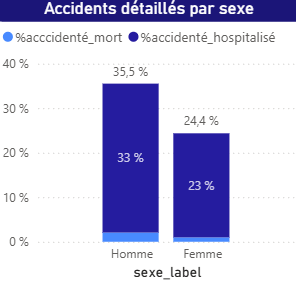 Accidents détaillés par sexe
%acccidenté_mort %accidenté_hospitalisé
40 %
35,5 %
30 %
24,4 %
33 %
20 %
23 %
10 %
0 %
Homme Femme
sexe_label